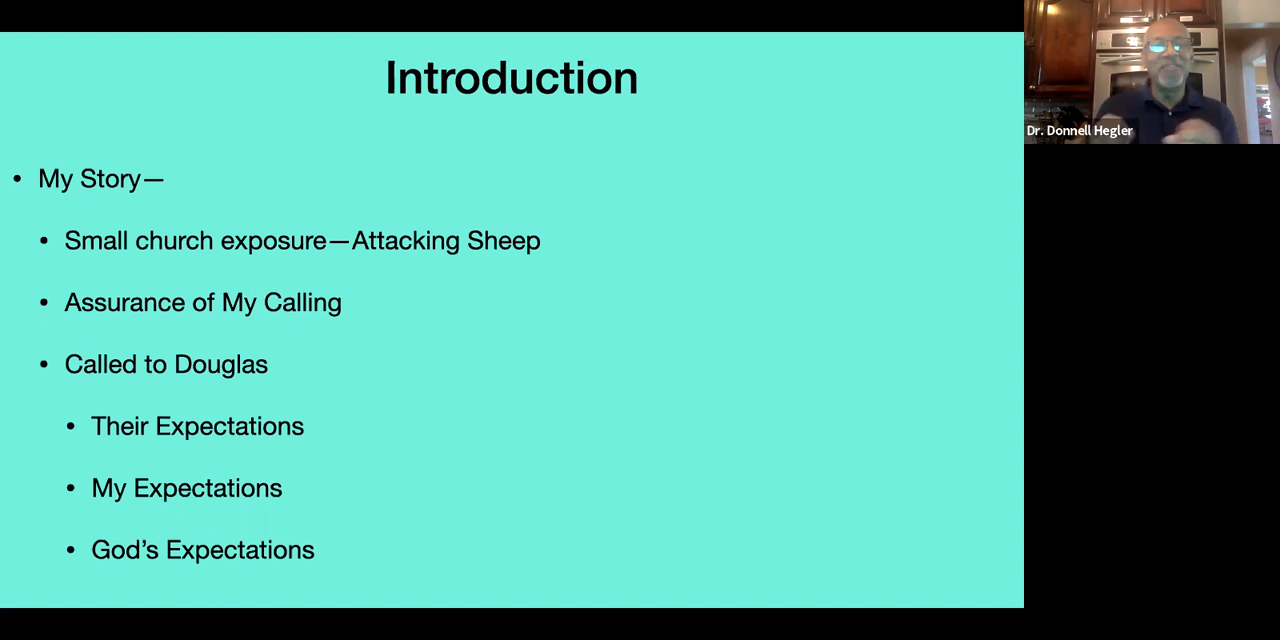 Introduction
• My Story—
• Small church exposure—Attacking Sheep
• Assurance of My Calling
• Called to Douglas
• Their Expectations
• My Expectations
• God’s Expectations
Dr. Donnell Hegler